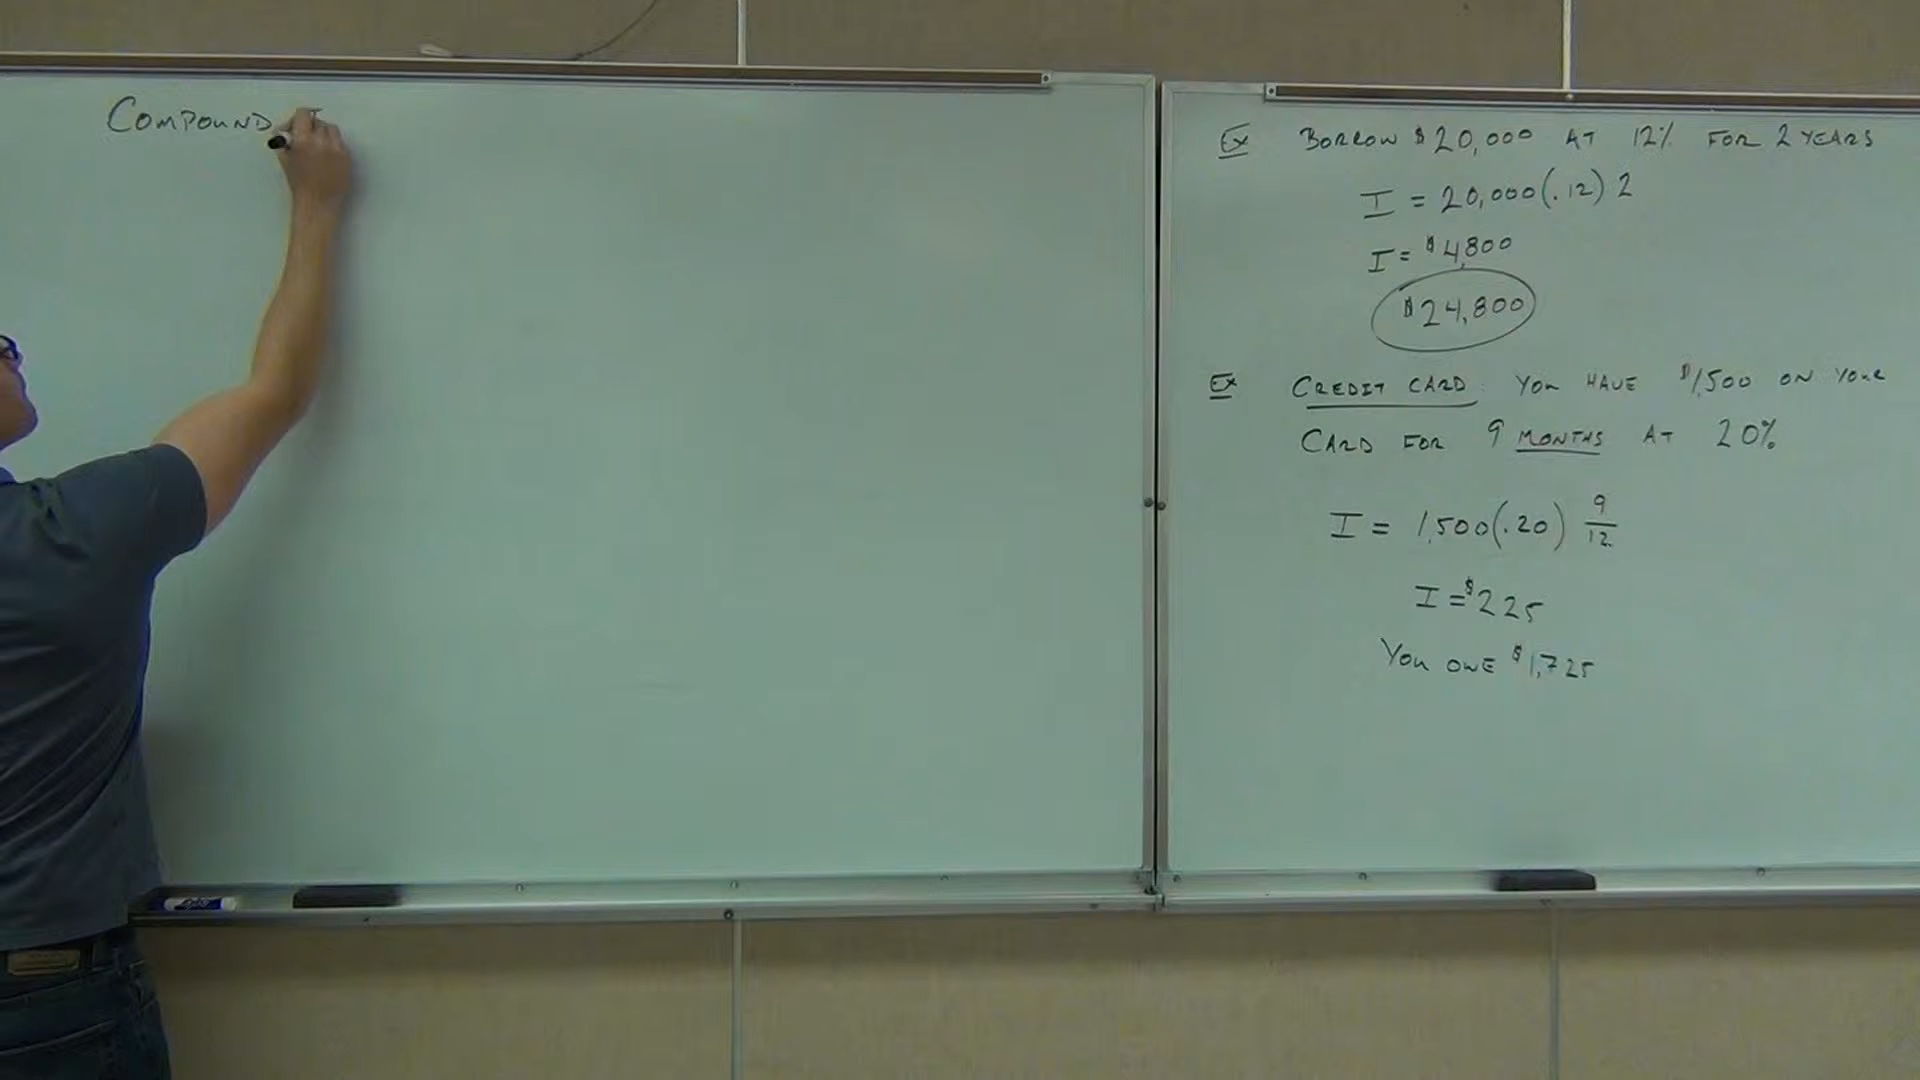 COMPOUND I
Ex BORROW $20,000 AT 12% FOR 2 YEARS
I = 20,000(.12) 2
I = $4,800
$24,800
Ex CREDIT CARD YOU HAVE $1,500 ON YOUR
CARD FOR 9 MONTHS AT 20%
I = 1,500(.20) 9/12
I = $225
YOU OWE $1,725